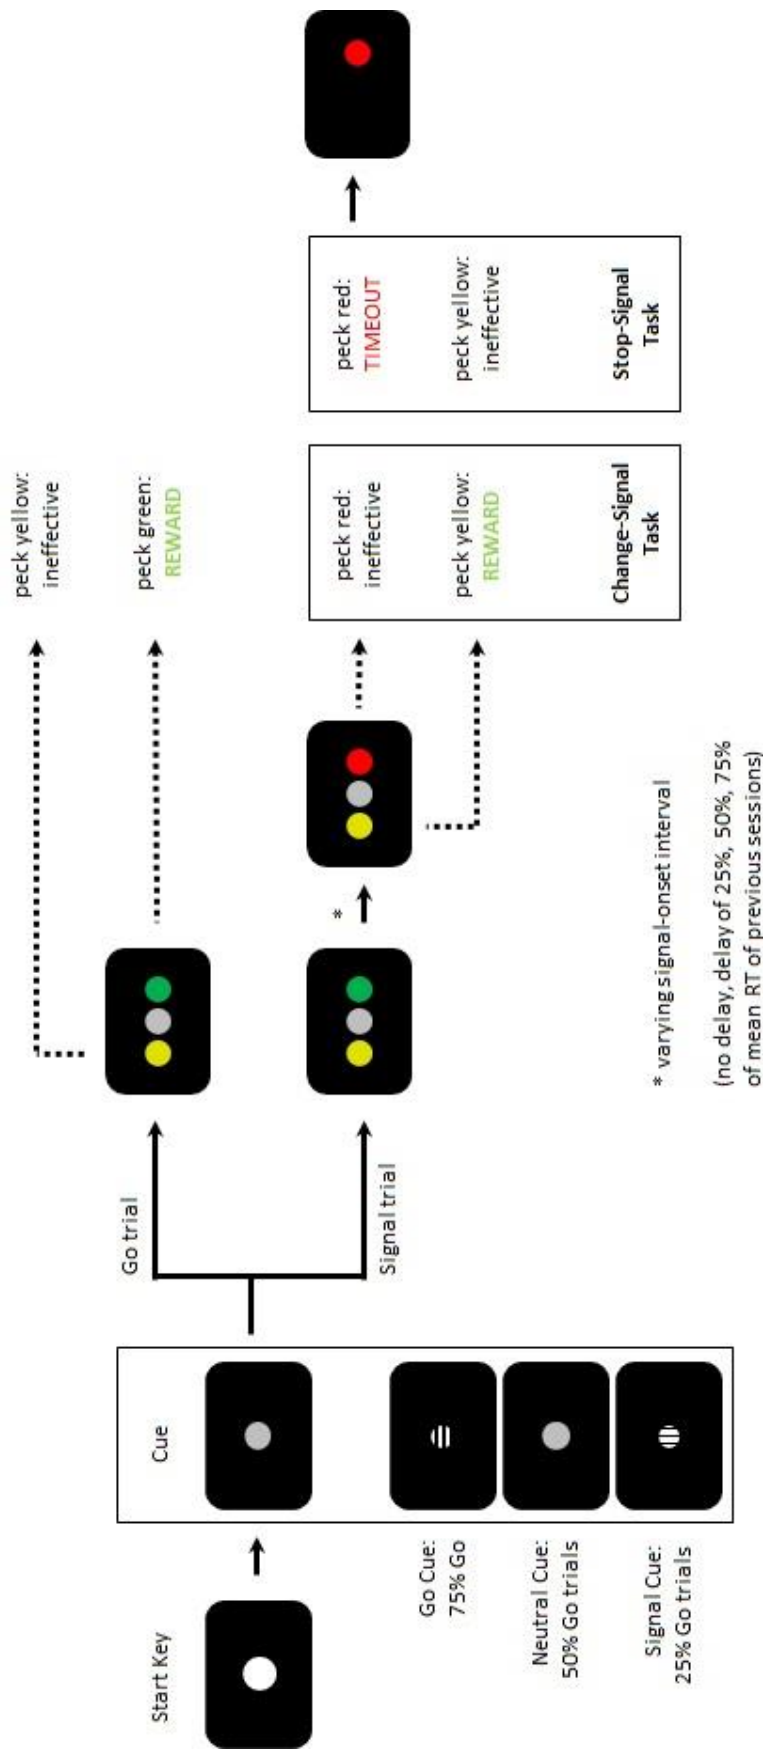 Start Key
Cue
Go Cue:
75% Go
Neutral Cue:
50% Go trials
Signal Cue:
25% Go trials
Go trial
Signal trial
*
peck yellow:
ineffective
peck green:
REWARD
peck red:
ineffective
peck yellow:
REWARD
Change-Signal
Task
peck red:
TIMEOUT
peck yellow:
ineffective
Stop-Signal
Task
* varying signal-onset interval
(no delay, delay of 25%, 50%, 75%
of mean RT of previous sessions)